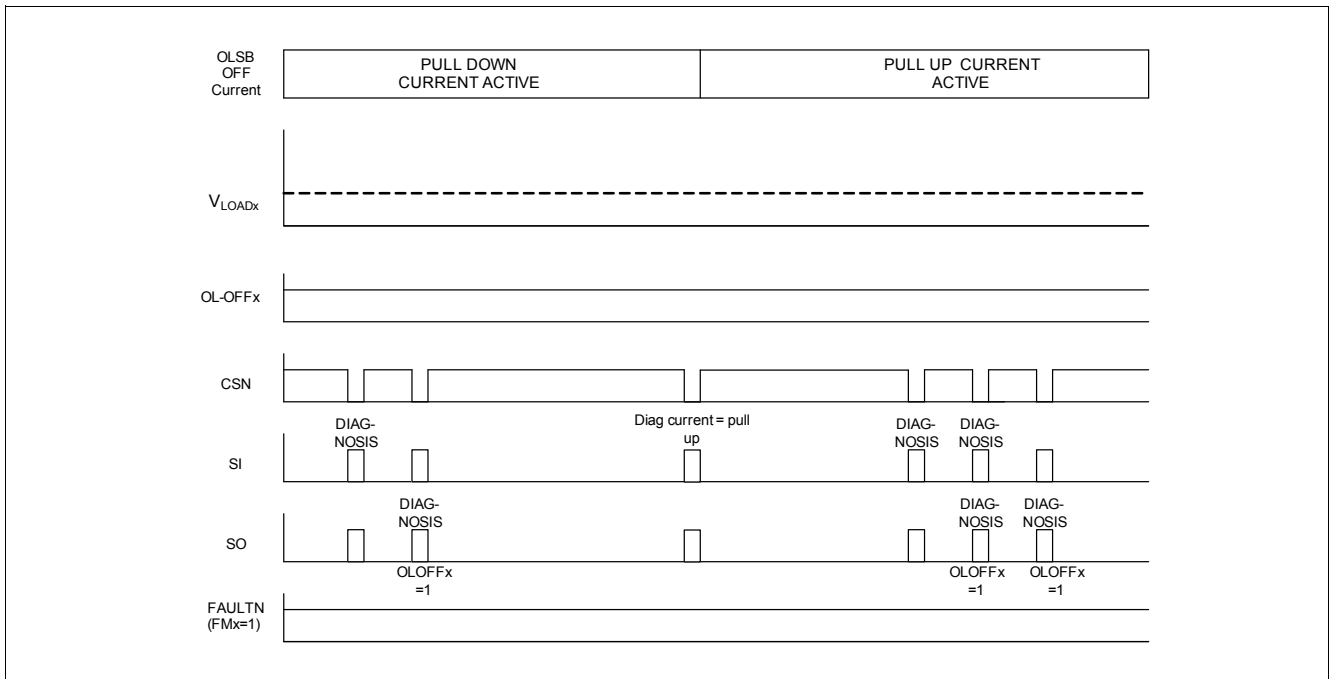 OLSB
OFF
Current
PULL DOWN
CURRENT ACTIVE
PULL UP CURRENT
ACTIVE
VLOADx
OL-OFFx
CSN
DIAG-
NOSIS
Diag current = pull
up
DIAG-
NOSIS
DIAG-
NOSIS
SI
DIAG-
NOSIS
DIAG-
NOSIS
DIAG-
NOSIS
SO
OLOFFx
=1
OLOFFx
=1
OLOFFx
=1
FAULTN
(FMx=1)